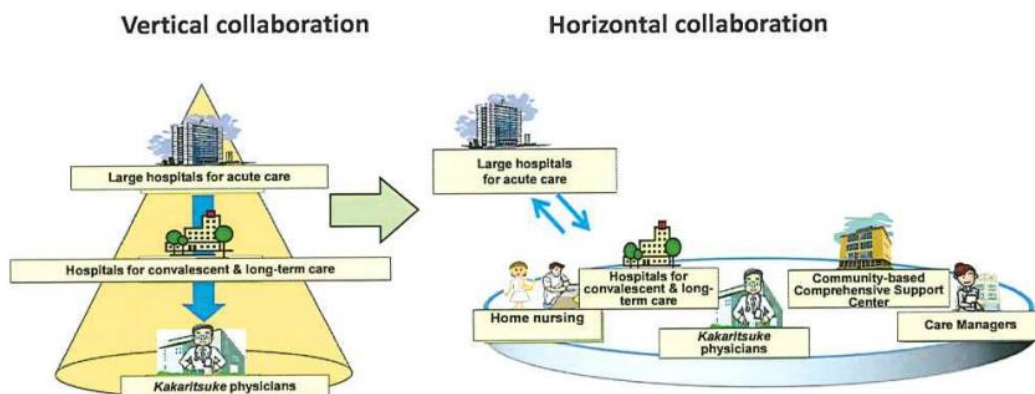 Vertical collaboration
Horizontal collaboration
Large hospitals for acute care
Hospitals for convalescent & long-term care
Kakaritsuke physicians
Large hospitals
for acute care
Home nursing
Hospitals for
convalescent & long-
term care
Kakaritsuke
physicians
Community-based
Comprehensive Support
Center
Care Managers